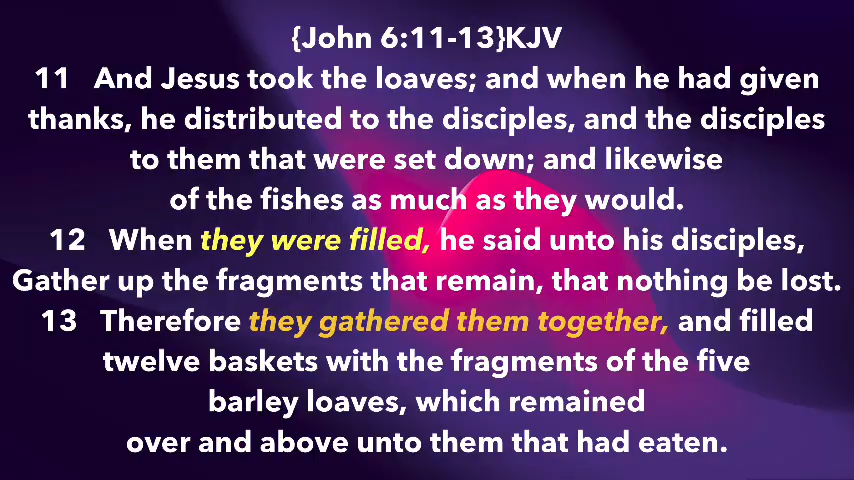 {John 6:11-13}KJV
11 And Jesus took the loaves; and when he had given
thanks, he distributed to the disciples, and the disciples
to them that were set down; and likewise
of the fishes as much as they would.
12 When they were filled, he said unto his disciples,
Gather up the fragments that remain, that nothing be lost.
13 Therefore they gathered them together, and filled
twelve baskets with the fragments of the five
barley loaves, which remained
over and above unto them that had eaten.